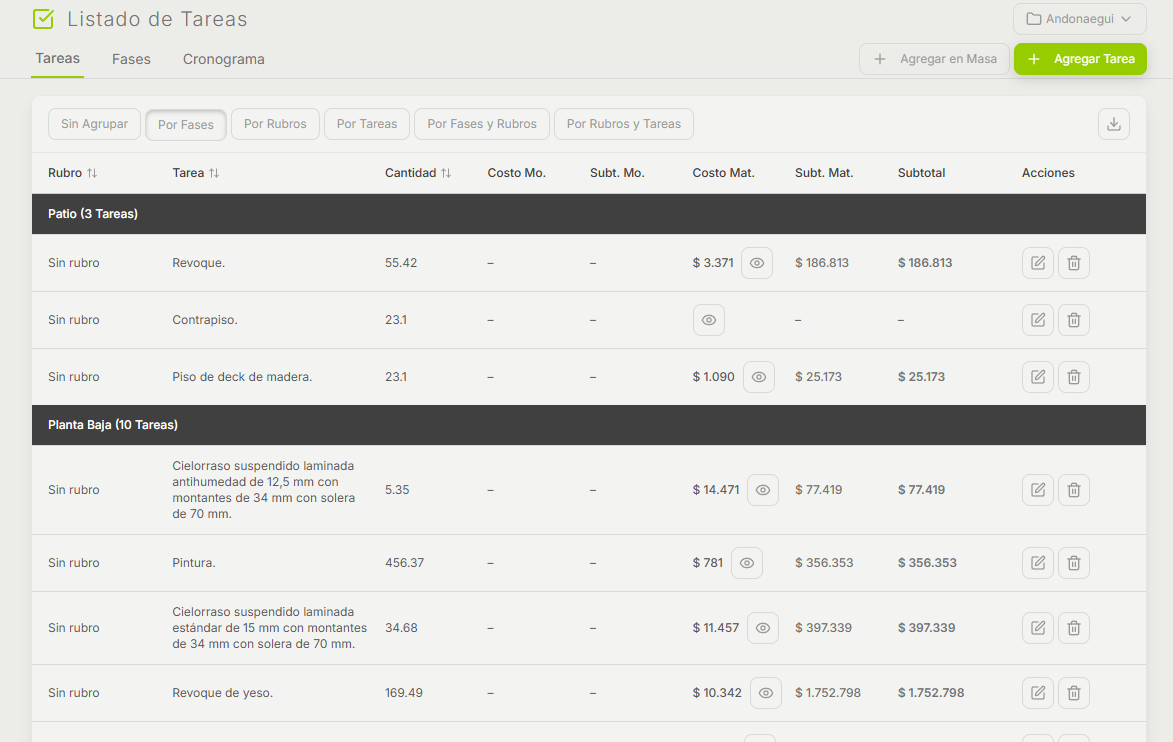 Listado de Tareas
Andonaegui
Tareas Fases Cronograma
Agregar en Masa
Agregar Tarea
Sin Agrupar Por Fases Por Rubros Por Tareas Por Fases y Rubros Por Rubros y Tareas
Rubro Tarea Cantidad Costo Mo. Subt. Mo. Costo Mat. Subt. Mat. Subtotal Acciones
Patio (3 Tareas)
Sin rubro Revoque. 55.42 – – $ 3.371 $ 186.813 $ 186.813
Sin rubro Contrapiso. 23.1 – – – –
Sin rubro Piso de deck de madera. 23.1 – – $ 1.090 $ 25.173 $ 25.173
Planta Baja (10 Tareas)
Cielorraso suspendido laminada
antihumedad de 12,5 mm con
Sin rubro 5.35 – – $ 14.471 $ 77.419 $ 77.419
montantes de 34 mm con solera
de 70 mm.
Sin rubro Pintura. 456.37 – – $ 781 $ 356.353 $ 356.353
Cielorraso suspendido laminada
Sin rubro estándar de 15 mm con montantes 34.68 – – $ 11.457 $ 397.339 $ 397.339
de 34 mm con solera de 70 mm.
Sin rubro Revoque de yeso. 169.49 – – $ 10.342 $ 1.752.798 $ 1.752.798